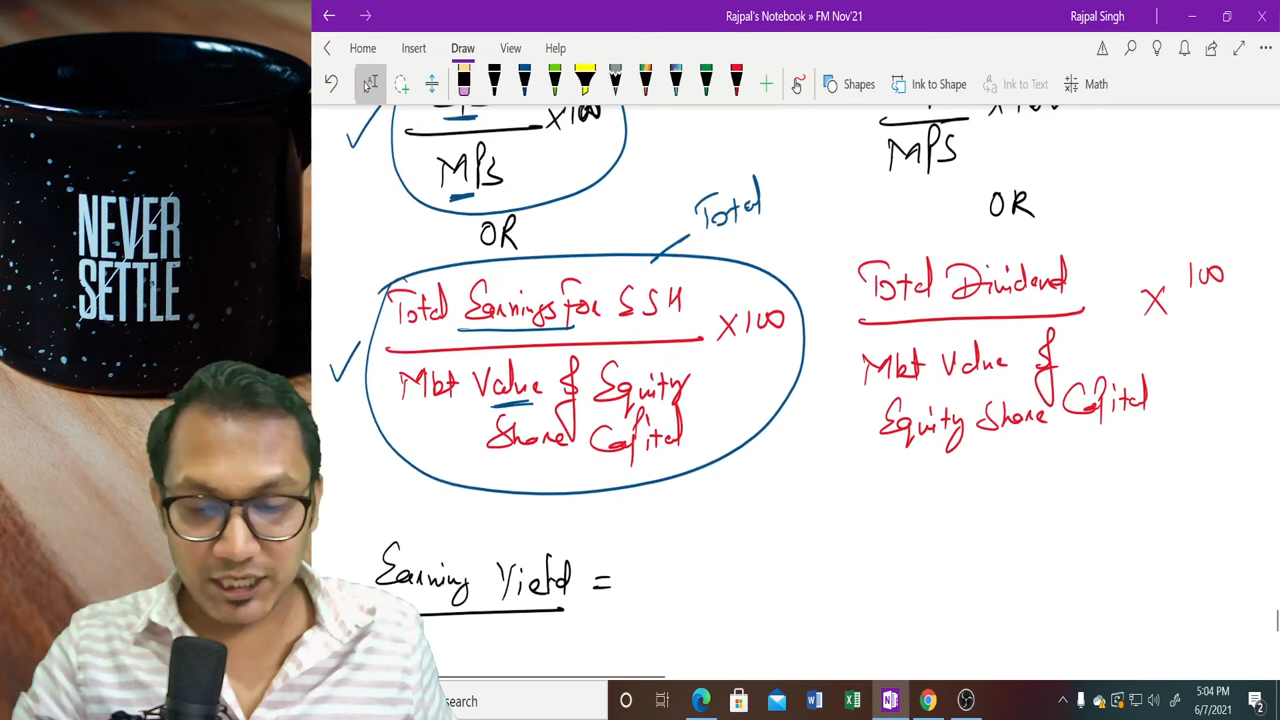 Rajpal's Notebook » FM Nov'21
Rajpal Singh
Home
Insert
Draw
View
Help
Shapes
Ink to Shape
Ink to Text
Math
NEVER
SETTLE
X100
MPS
OR
Total
Total Earnings For ESH
X100
Mkt Value of Equity
Share Capital
MPS
OR
Total Dividend
X 100
Mkt Value of
Equity Share Capital
Earning Yield =
search
5:04 PM
6/7/2021
2